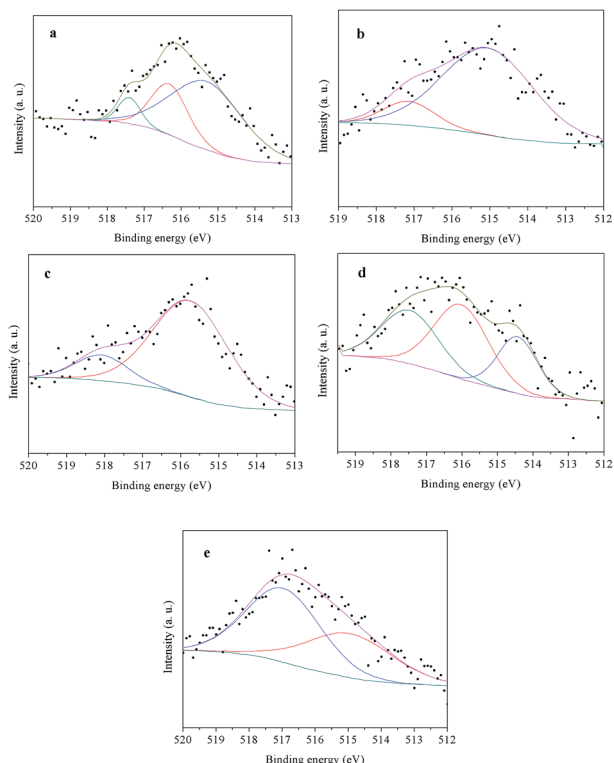 a
Intensity (a. u.)
520 519 518 517 516 515 514 513
Binding energy (eV)
b
Intensity (a. u.)
519 518 517 516 515 514 513 512
Binding energy (eV)
c
Intensity (a. u.)
520 519 518 517 516 515 514 513
Binding energy (eV)
d
Intensity (a. u.)
519 518 517 516 515 514 513 512
Binding energy (eV)
e
Intensity (a. u.)
520 519 518 517 516 515 514 513 512
Binding energy (eV)